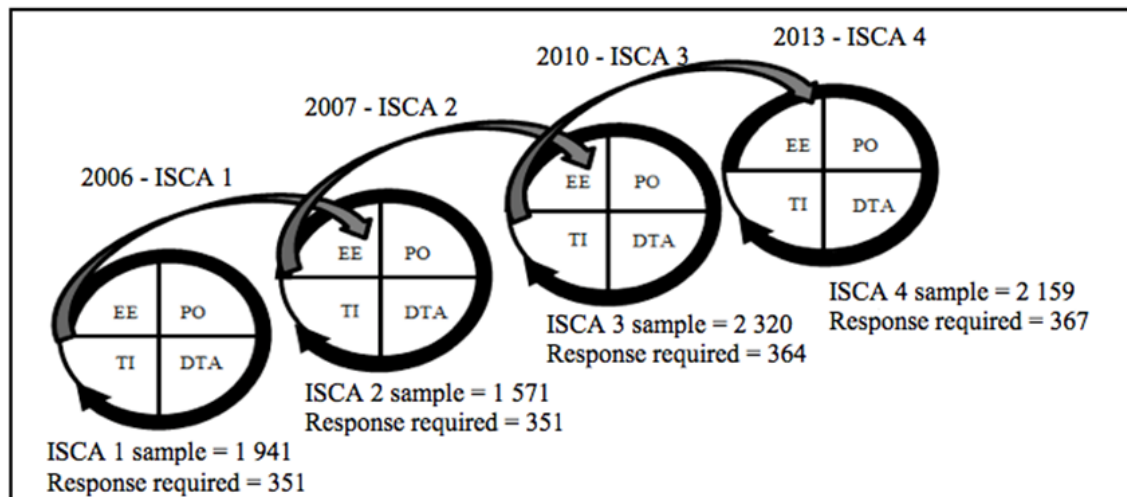 2006 - ISCA 1
EE PO
TI DTA
ISCA 1 sample = 1 941
Response required = 351
2007 - ISCA 2
EE PO
TI DTA
ISCA 2 sample = 1 571
Response required = 351
2010 - ISCA 3
EE PO
TI DTA
ISCA 3 sample = 2 320
Response required = 364
2013 - ISCA 4
EE PO
TI DTA
ISCA 4 sample = 2 159
Response required = 367